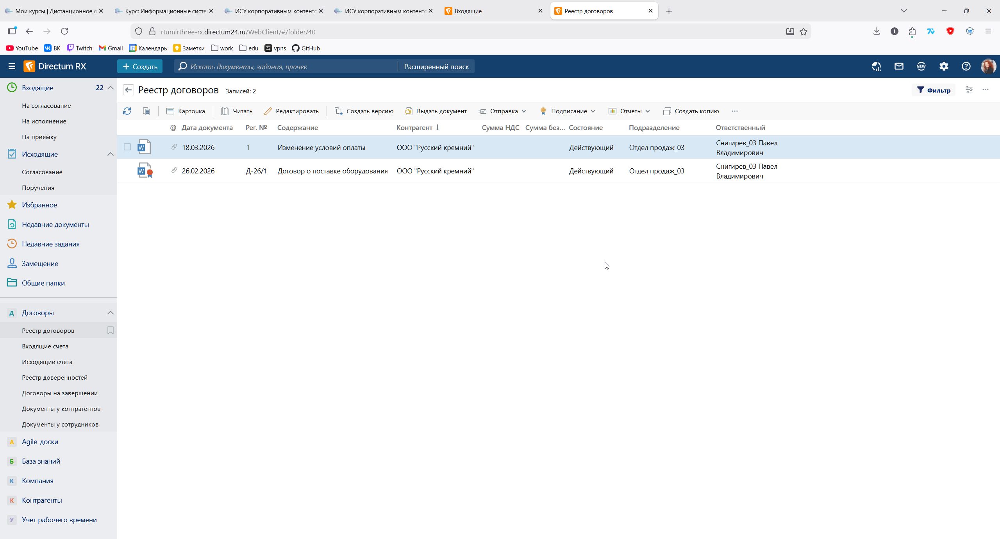 Мои курсы | Дистанционное о
Курс: Информационные систе
ИСУ корпоративным контенто
ИСУ корпоративным контенто
Входящие
Реестр договоров
rtumirthree-rx.directum24.ru/WebClient/#/folder/40
YouTube ВК Twitch Gmail 31 Календарь Заметки work edu vpns GitHub
Directum RX
+ Создать
Искать документы, задания, прочее
Расширенный поиск
NEW
Входящие 22
На согласование
На исполнение
На приемку
Исходящие
Согласование
Поручения
Избранное
Недавние документы
Недавние задания
Замещение
Общие папки
Д Договоры
Реестр договоров
Входящие счета
Исходящие счета
Реестр доверенностей
Договоры на завершении
Документы у контрагентов
Документы у сотрудников
А Agile-доски
Б База знаний
К Компания
К Контрагенты
У Учет рабочего времени
Реестр договоров Записей: 2
Фильтр
Карточка Читать Редактировать Создать версию Выдать документ Отправка Подписание Отчеты Создать копию
@ Дата документа Рег. № Содержание Контрагент ↓ Сумма НДС Сумма без... Состояние Подразделение Ответственный
W 18.03.2026 1 Изменение условий оплаты ООО "Русский кремний" Действующий Отдел продаж_03 Снигирев_03 Павел
Владимирович
W 26.02.2026 Д-26/1 Договор о поставке оборудования ООО "Русский кремний" Действующий Отдел продаж_03 Снигирев_03 Павел
Владимирович